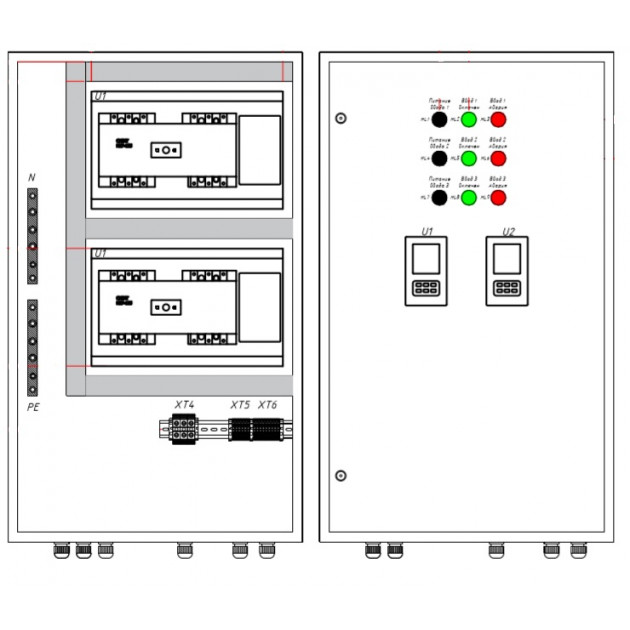 U1
N
U1
PE
XT4 XT5 XT6
Питание Ввода 1
Ввод 1 Включен
Ввод 1 Авария
HL1 HL2 HL3
Питание Ввода 2
Ввод 2 Включен
Ввод 2 Авария
HL4 HL5 HL6
Питание Ввода 3
Ввод 3 Включен
Ввод 3 Авария
HL7 HL8 HL9
U1 U2